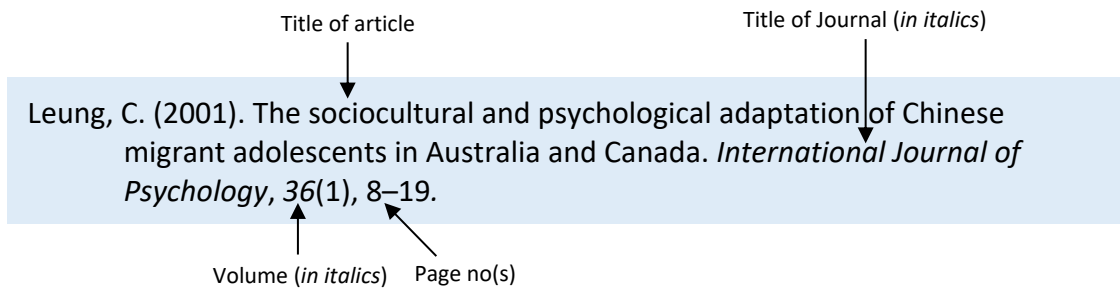 Title of article
Title of Journal (in italics)
Leung, C. (2001). The sociocultural and psychological adaptation of Chinese
migrant adolescents in Australia and Canada. International Journal of
Psychology, 36(1), 8–19.
Volume (in italics)
Page no(s)